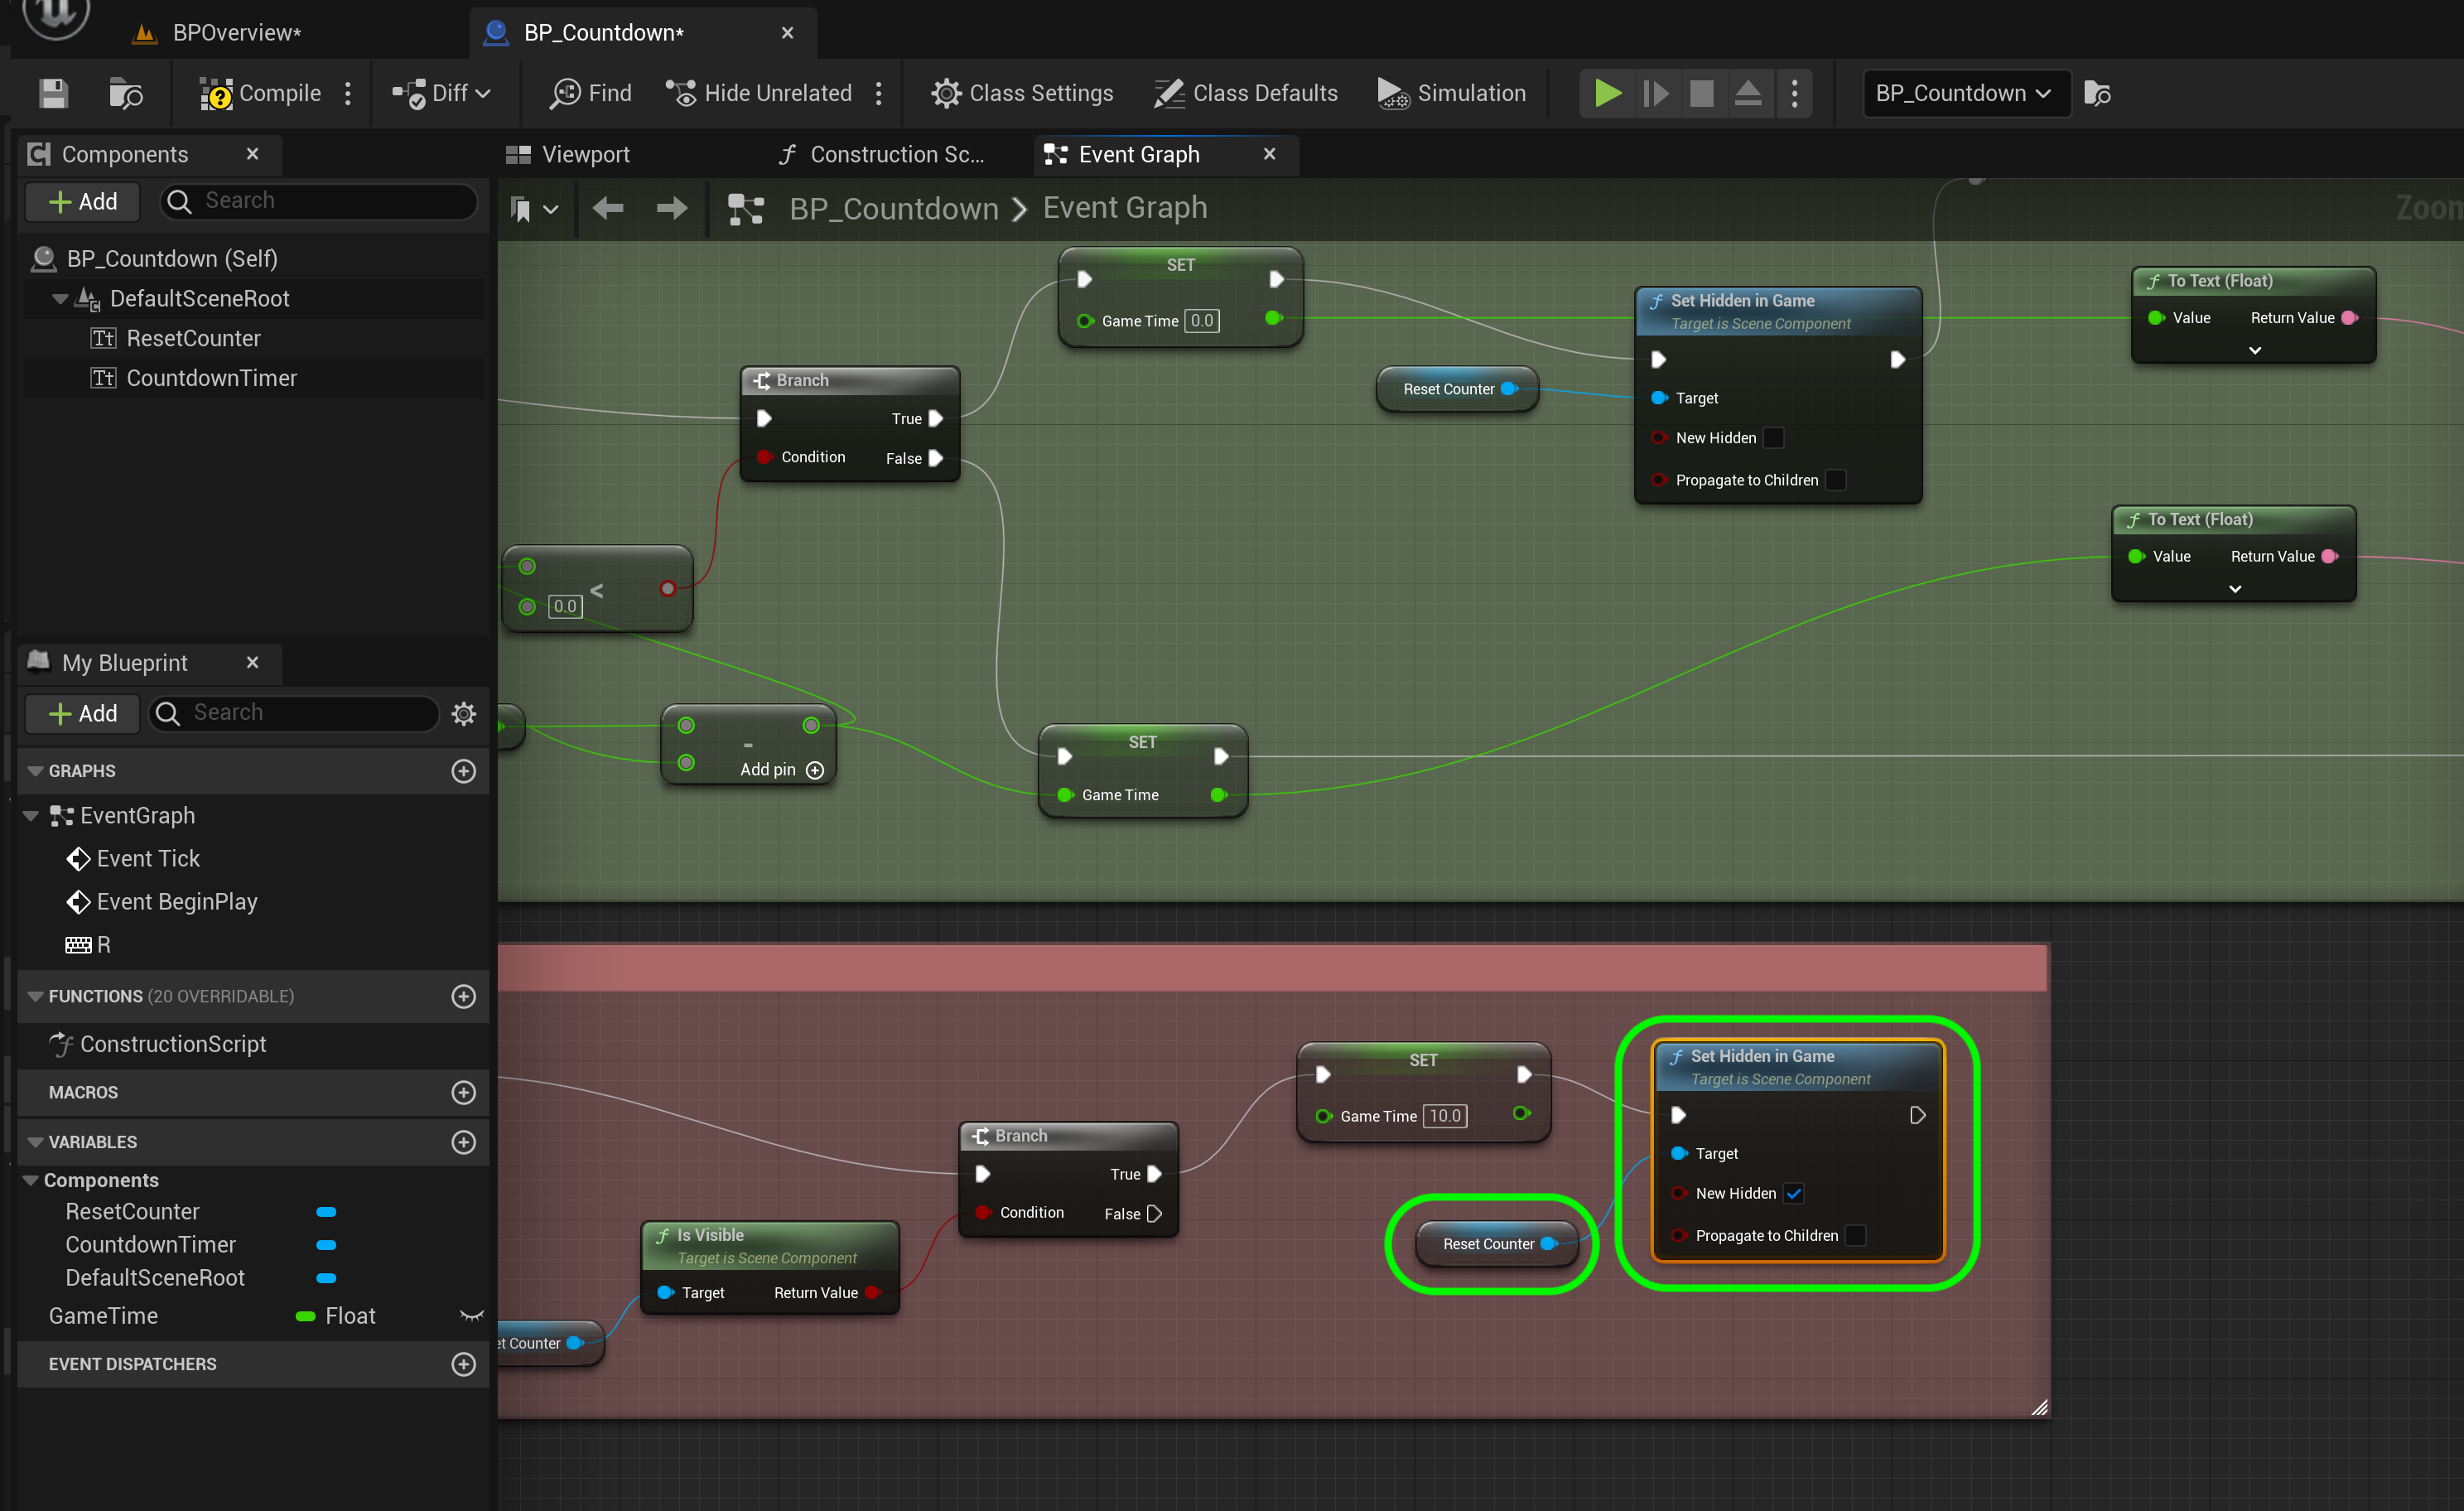 BPOverview*
BP_Countdown*
Compile
Diff
Find
Hide Unrelated
Class Settings
Class Defaults
Simulation
BP_Countdown
Components
Viewport
Construction Sc...
Event Graph
Add
Search
BP_Countdown > Event Graph
Zoom
BP_Countdown (Self)
DefaultSceneRoot
ResetCounter
CountdownTimer
SET
Game Time 0.0
Set Hidden in Game
Target is Scene Component
Target
New Hidden
Propagate to Children
To Text (Float)
Value Return Value
Reset Counter
Branch
True
Condition False
To Text (Float)
Value Return Value
<
0.0
-
Add pin
SET
Game Time
My Blueprint
Add
Search
GRAPHS
EventGraph
Event Tick
Event BeginPlay
R
FUNCTIONS (20 OVERRIDABLE)
ConstructionScript
MACROS
VARIABLES
Components
ResetCounter
CountdownTimer
DefaultSceneRoot
GameTime Float
EVENT DISPATCHERS
SET
Game Time 10.0
Set Hidden in Game
Target is Scene Component
Target
New Hidden
Propagate to Children
Branch
True
Condition False
Reset Counter
Is Visible
Target is Scene Component
Target Return Value
et Counter